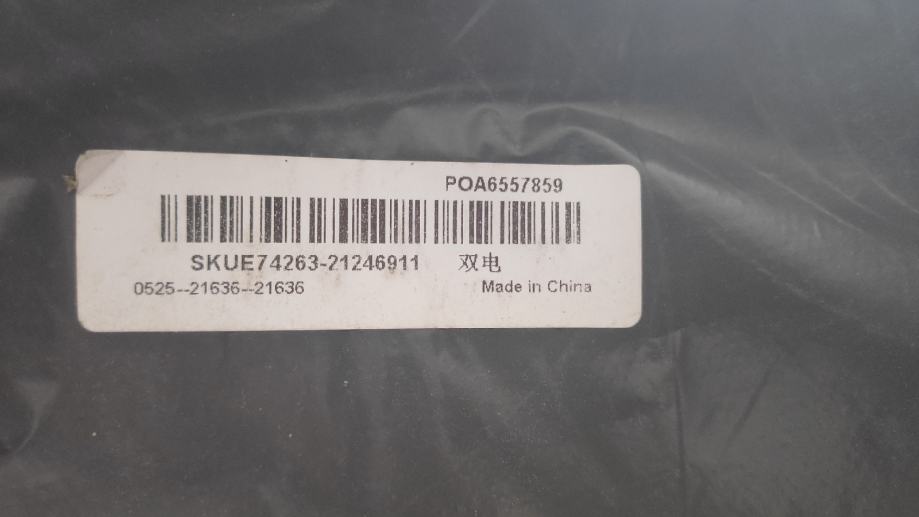 POA6557859
SKUE74263-21246911 双电
0525--21636--21636 Made in China